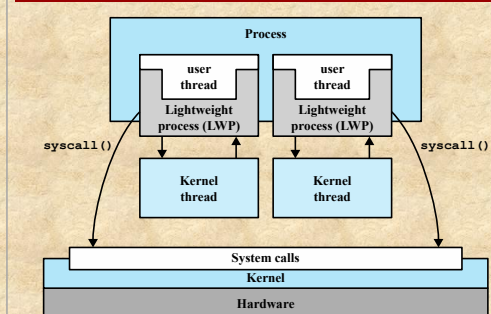 Process
user
thread
user
thread
Lightweight
process (LWP)
Lightweight
process (LWP)
syscall()
syscall()
Kernel
thread
Kernel
thread
System calls
Kernel
Hardware